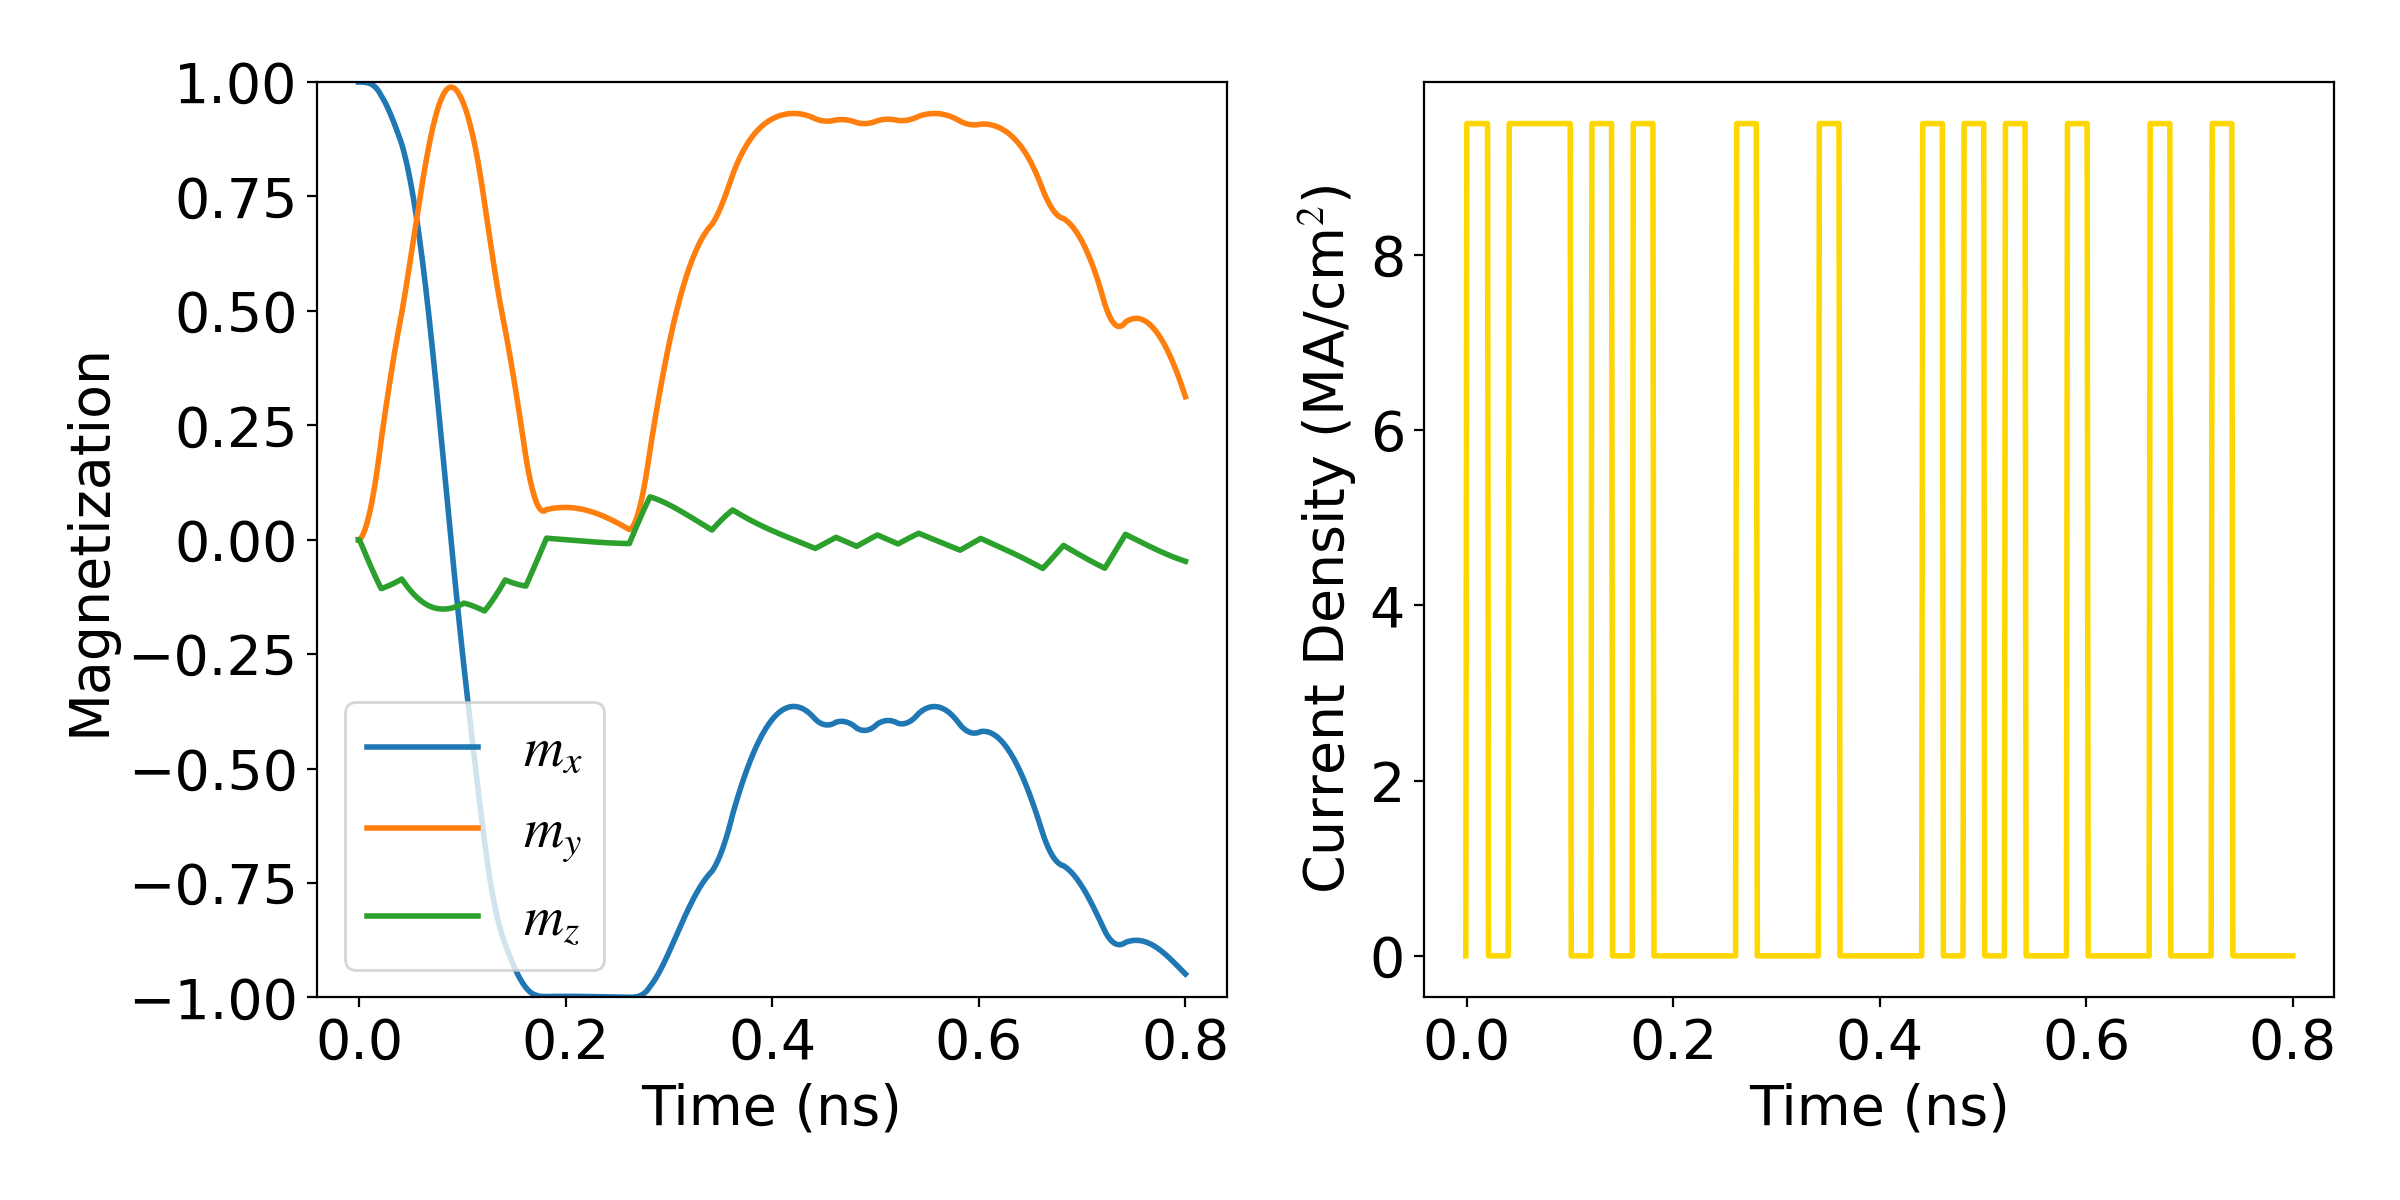 Magnetization
1.00
0.75
0.50
0.25
0.00
−0.25
−0.50
−0.75
−1.00
m_x
m_y
m_z
0.0 0.2 0.4 0.6 0.8
Time (ns)
Current Density (MA/cm²)
8
6
4
2
0
0.0 0.2 0.4 0.6 0.8
Time (ns)